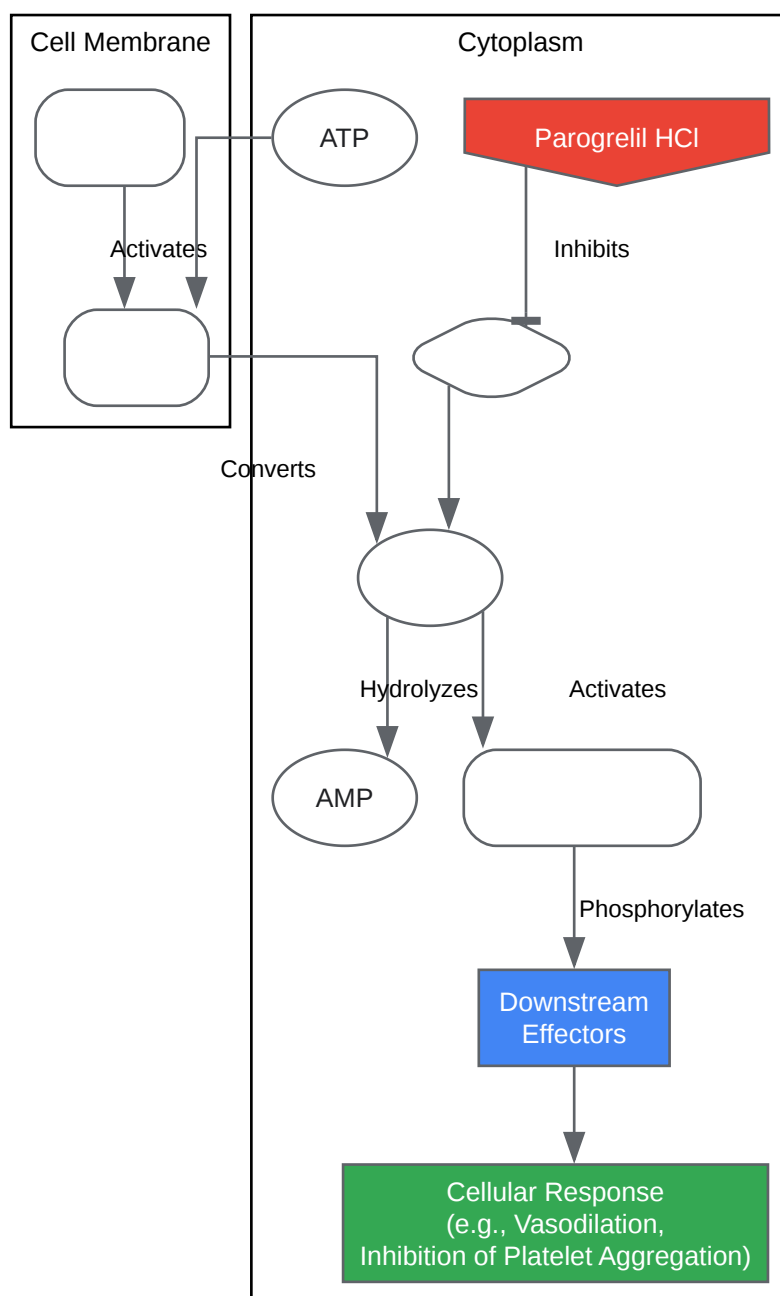 Cell Membrane
Cytoplasm
ATP
Parogrelil HCl
Activates
Inhibits
Converts
Hydrolyzes
Activates
AMP
Phosphorylates
Downstream
Effectors
Cellular Response
(e.g., Vasodilation,
Inhibition of Platelet Aggregation)